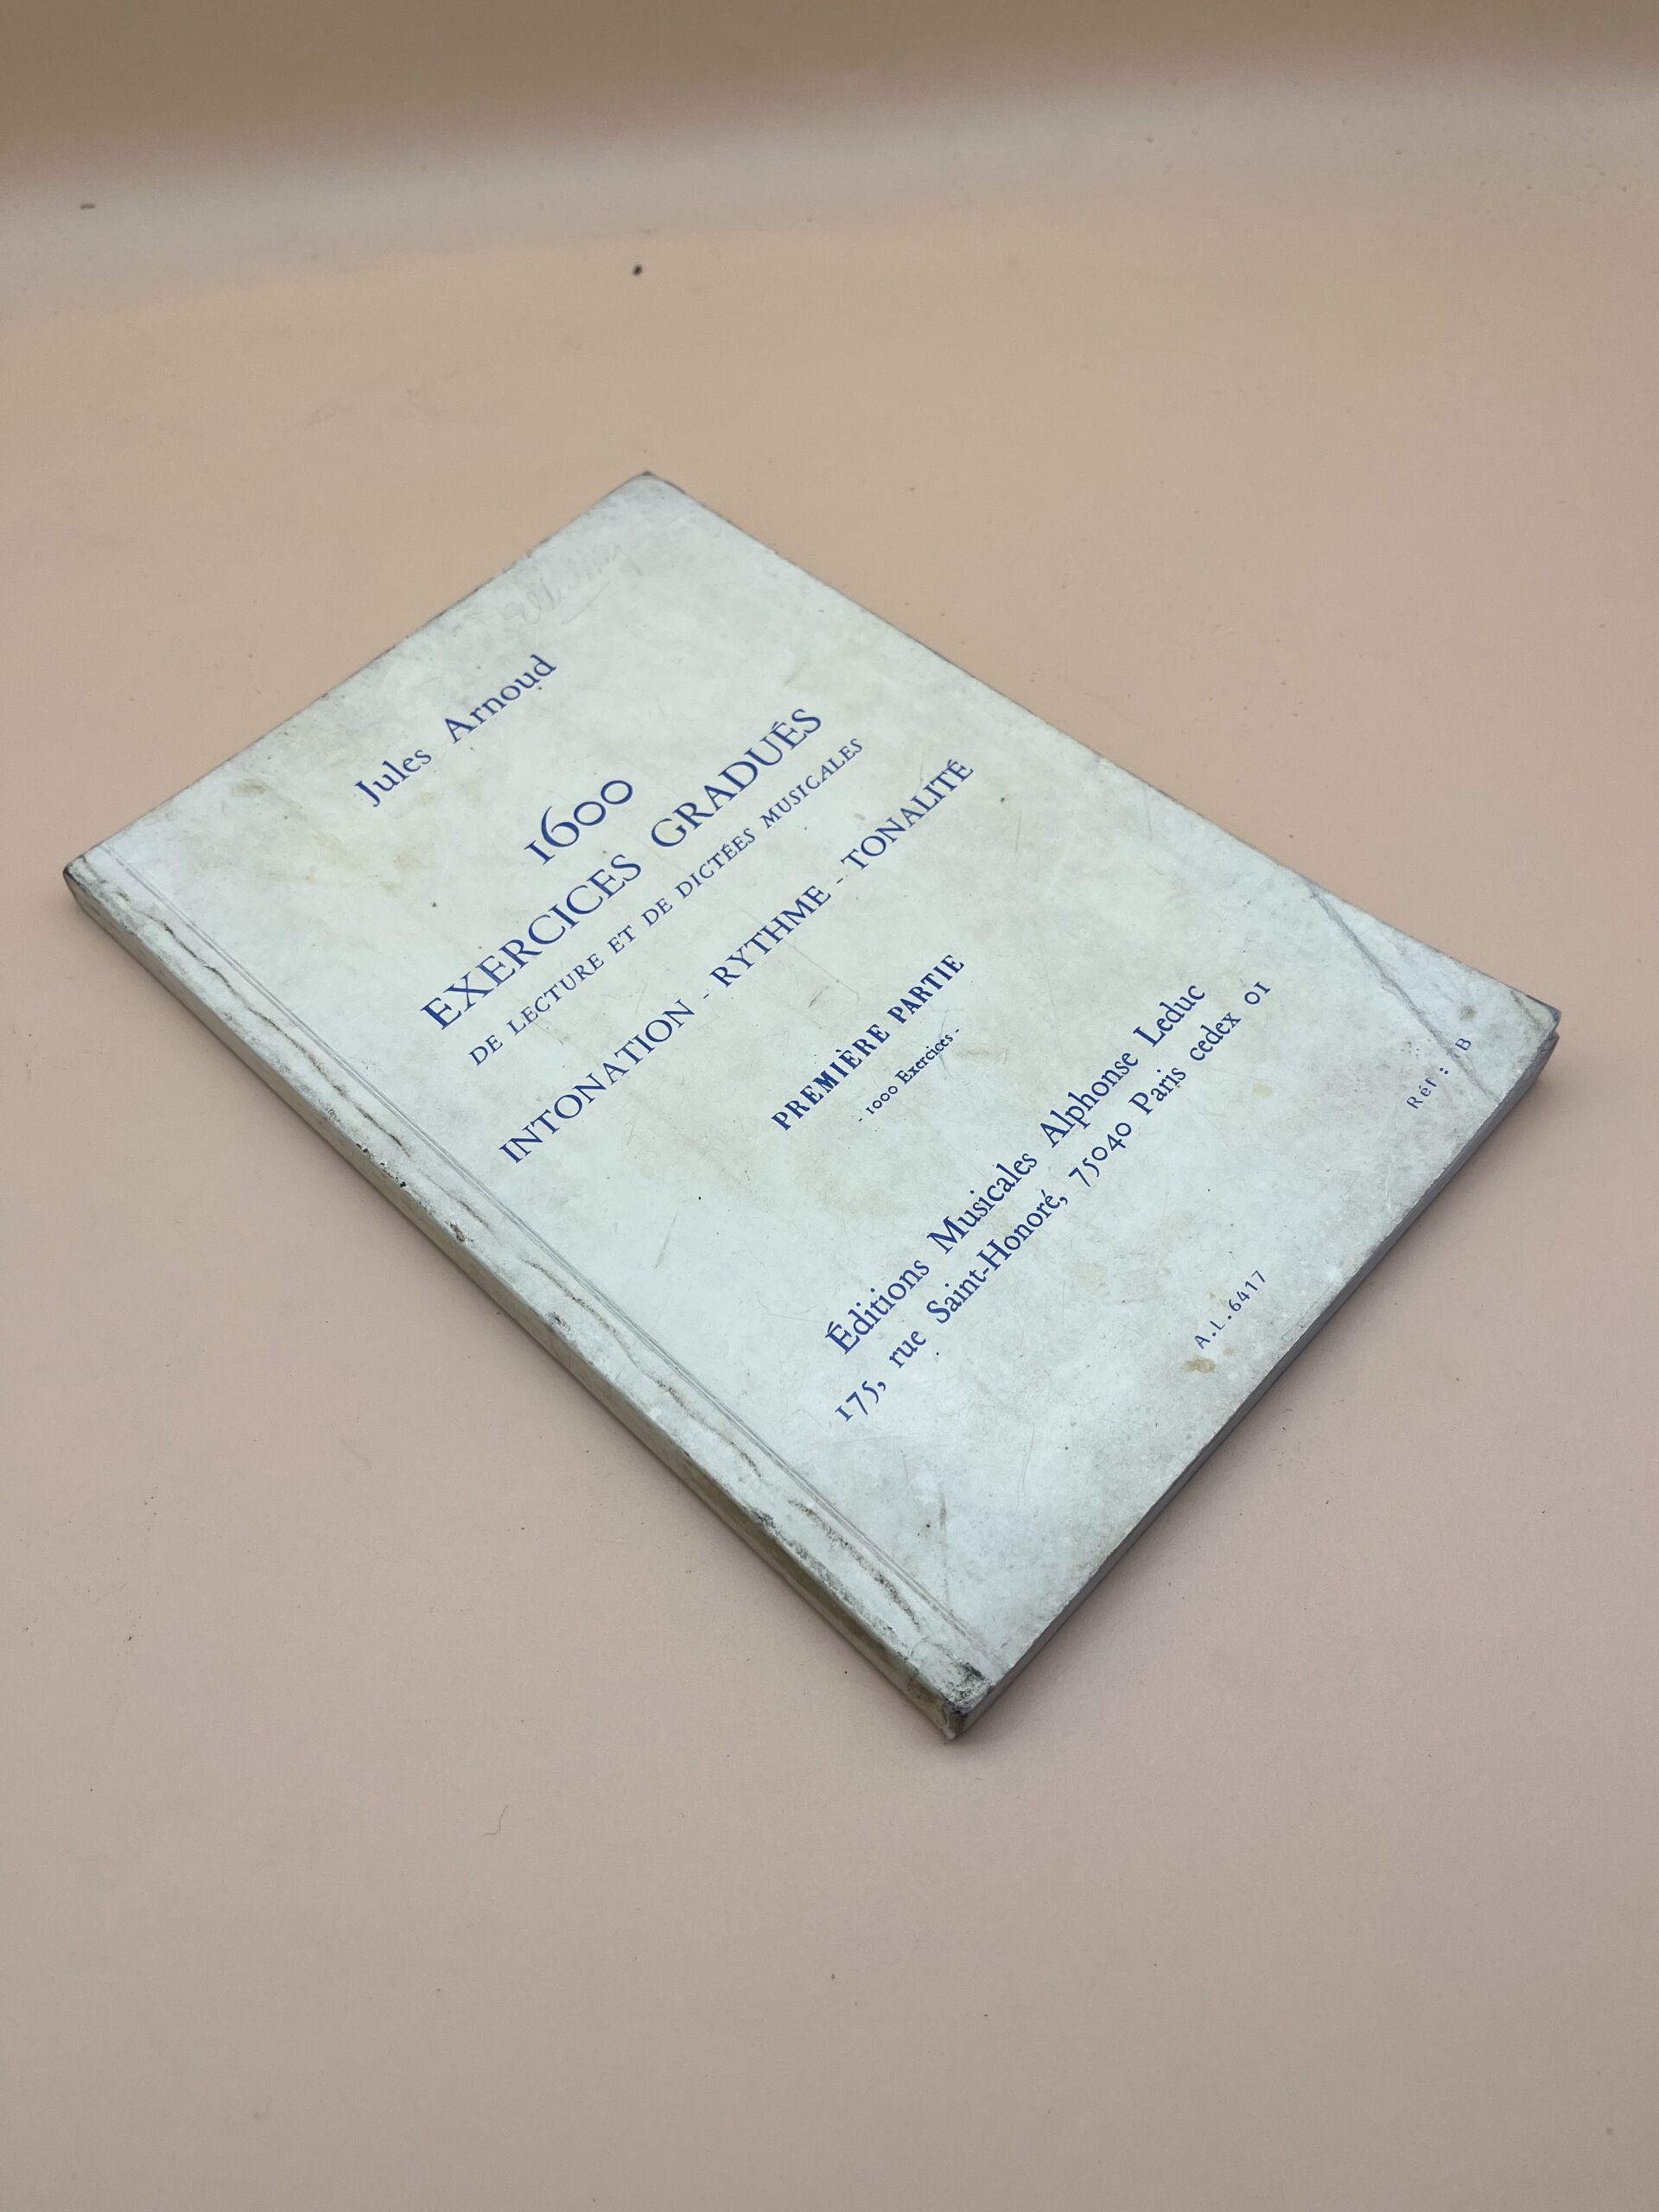 Jules Arnoud
1600
EXERCICES GRADUÉS
DE LECTURE ET DE DICTÉES MUSICALES
INTONATION - RYTHME - TONALITÉ
PREMIÈRE PARTIE
- 1000 Exercices -
Éditions Musicales Alphonse Leduc
175, rue Saint-Honoré, 75040 Paris cedex 01
Réf : B
A.L.6417